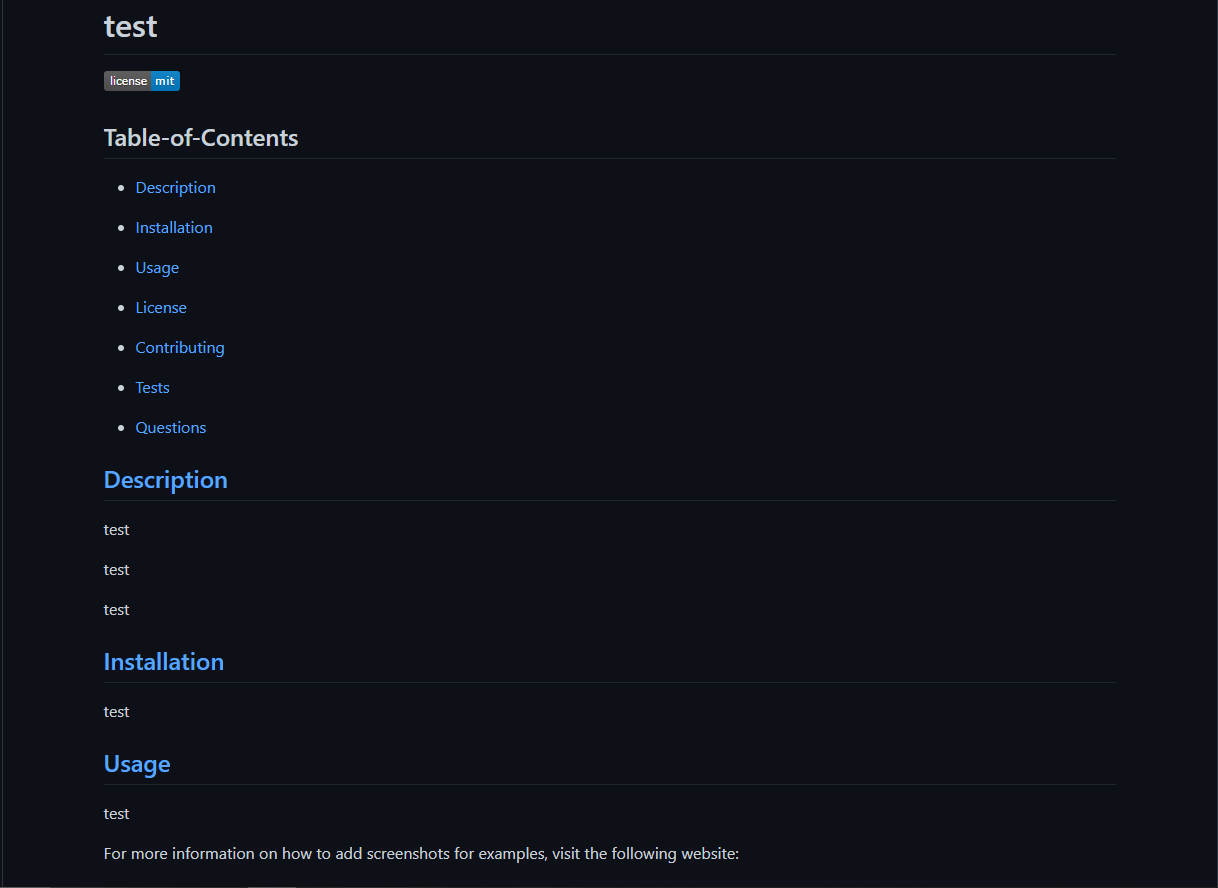 test
license mit
Table-of-Contents
Description
Installation
Usage
License
Contributing
Tests
Questions
Description
test
test
test
Installation
test
Usage
test
For more information on how to add screenshots for examples, visit the following website: